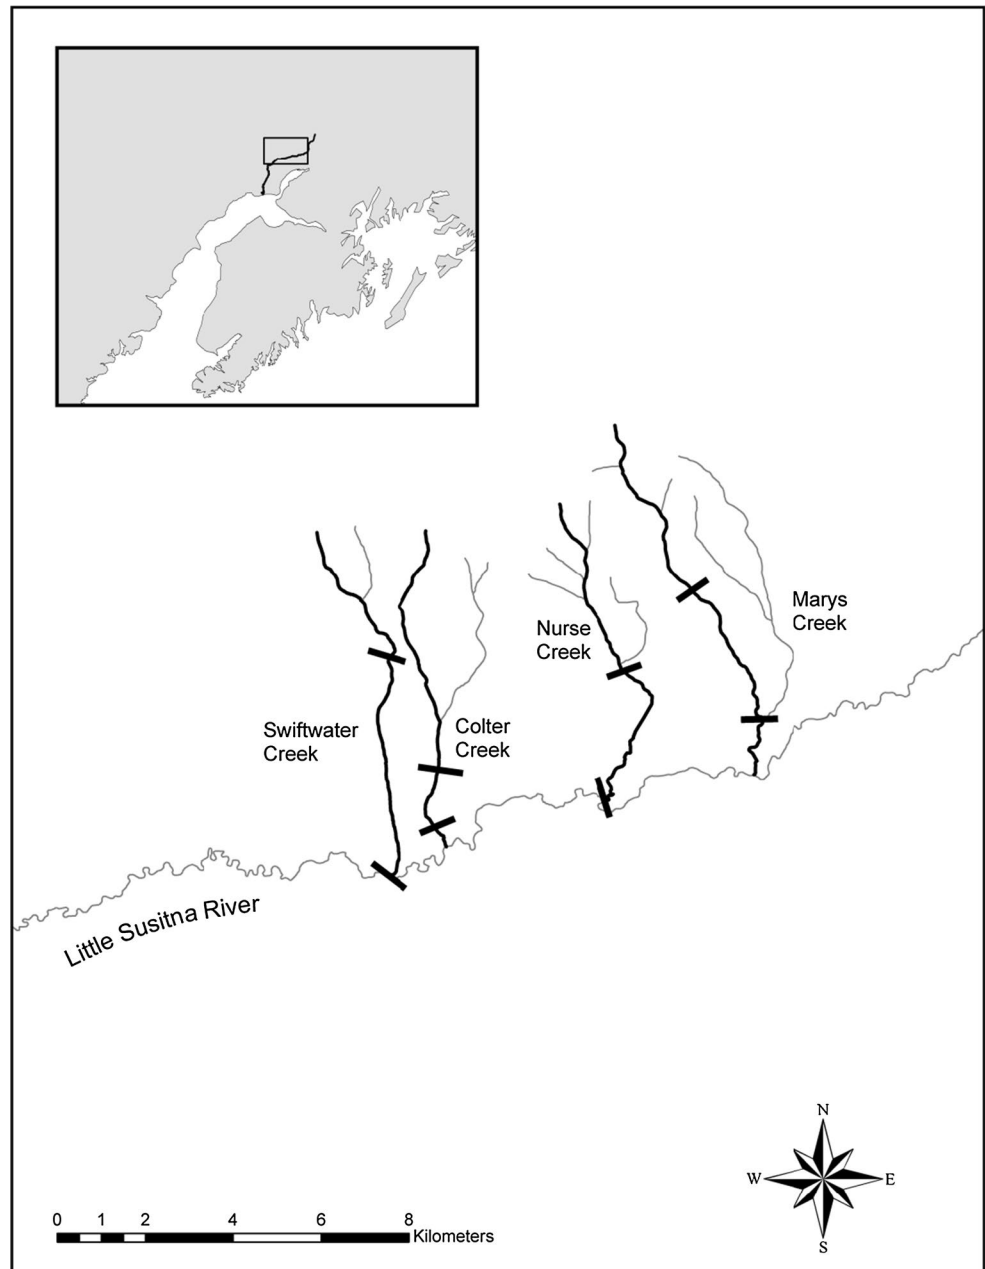 Nurse
Creek
Marys
Creek
Swiftwater
Creek
Colter
Creek
Little Susitna River
N
W
E
S
0 1 2 4 6 8
Kilometers